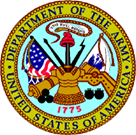 DEPARTMENT OF THE ARMY
UNITED STATES OF AMERICA
1775